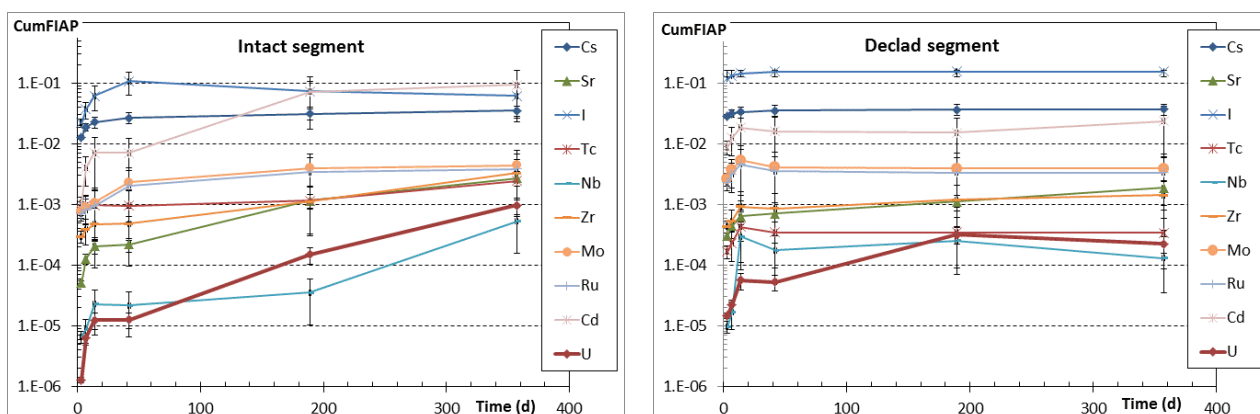 CumFIAP
Intact segment
1.E-01
1.E-02
1.E-03
1.E-04
1.E-05
1.E-06
0
100
200
300
400
Time (d)
Cs
Sr
I
Tc
Nb
Zr
Mo
Ru
Cd
U
CumFIAP
Declad segment
1.E-01
1.E-02
1.E-03
1.E-04
1.E-05
1.E-06
0
100
200
300
400
Time (d)
Cs
Sr
I
Tc
Nb
Zr
Mo
Ru
Cd
U